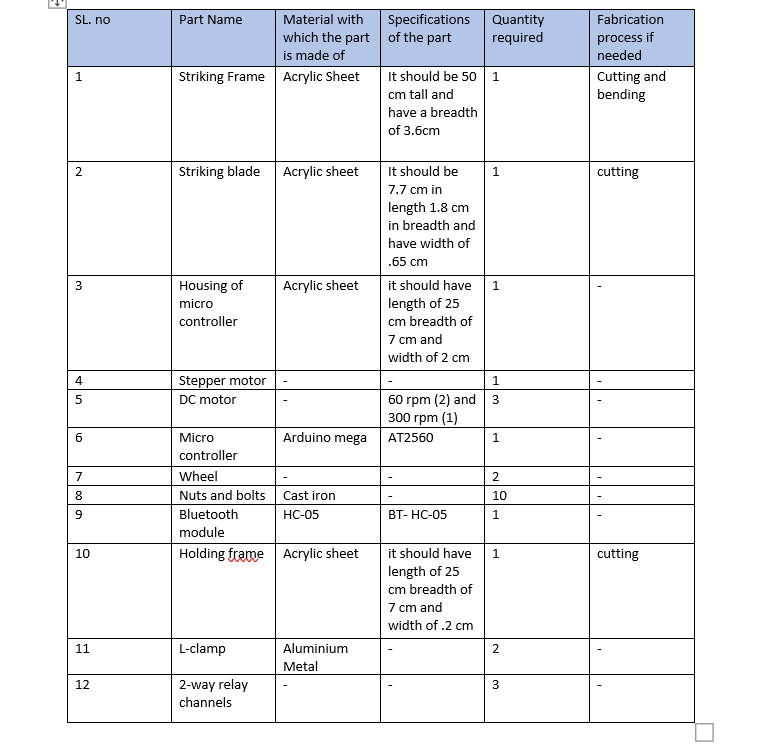 SL. no Part Name Material with which the part is made of Specifications of the part Quantity required Fabrication process if needed
1 Striking Frame Acrylic Sheet It should be 50 cm tall and have a breadth of 3.6cm 1 Cutting and bending
2 Striking blade Acrylic sheet It should be 7.7 cm in length 1.8 cm in breadth and have width of .65 cm 1 cutting
3 Housing of micro controller Acrylic sheet it should have length of 25 cm breadth of 7 cm and width of 2 cm 1 -
4 Stepper motor - - 1 -
5 DC motor - 60 rpm (2) and 300 rpm (1) 3 -
6 Micro controller Arduino mega AT2560 1 -
7 Wheel - - 2 -
8 Nuts and bolts Cast iron - 10 -
9 Bluetooth module HC-05 BT- HC-05 1 -
10 Holding frame Acrylic sheet it should have length of 25 cm breadth of 7 cm and width of .2 cm 1 cutting
11 L-clamp Aluminium Metal - 2 -
12 2-way relay channels - - 3 -